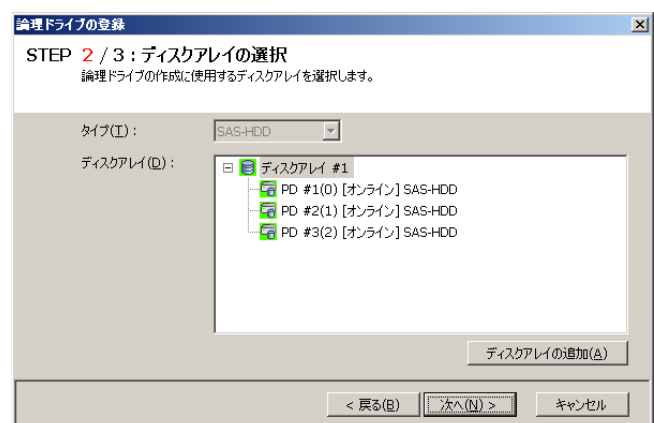 論理ドライブの登録
STEP 2 / 3 : ディスクアレイの選択
論理ドライブの作成に使用するディスクアレイを選択します。
タイプ(T) : SAS-HDD
ディスクアレイ(D) :
ディスクアレイ #1
PD #1(0) [オンライン] SAS-HDD
PD #2(1) [オンライン] SAS-HDD
PD #3(2) [オンライン] SAS-HDD
ディスクアレイの追加(A)
< 戻る(B) 次へ(N) > キャンセル